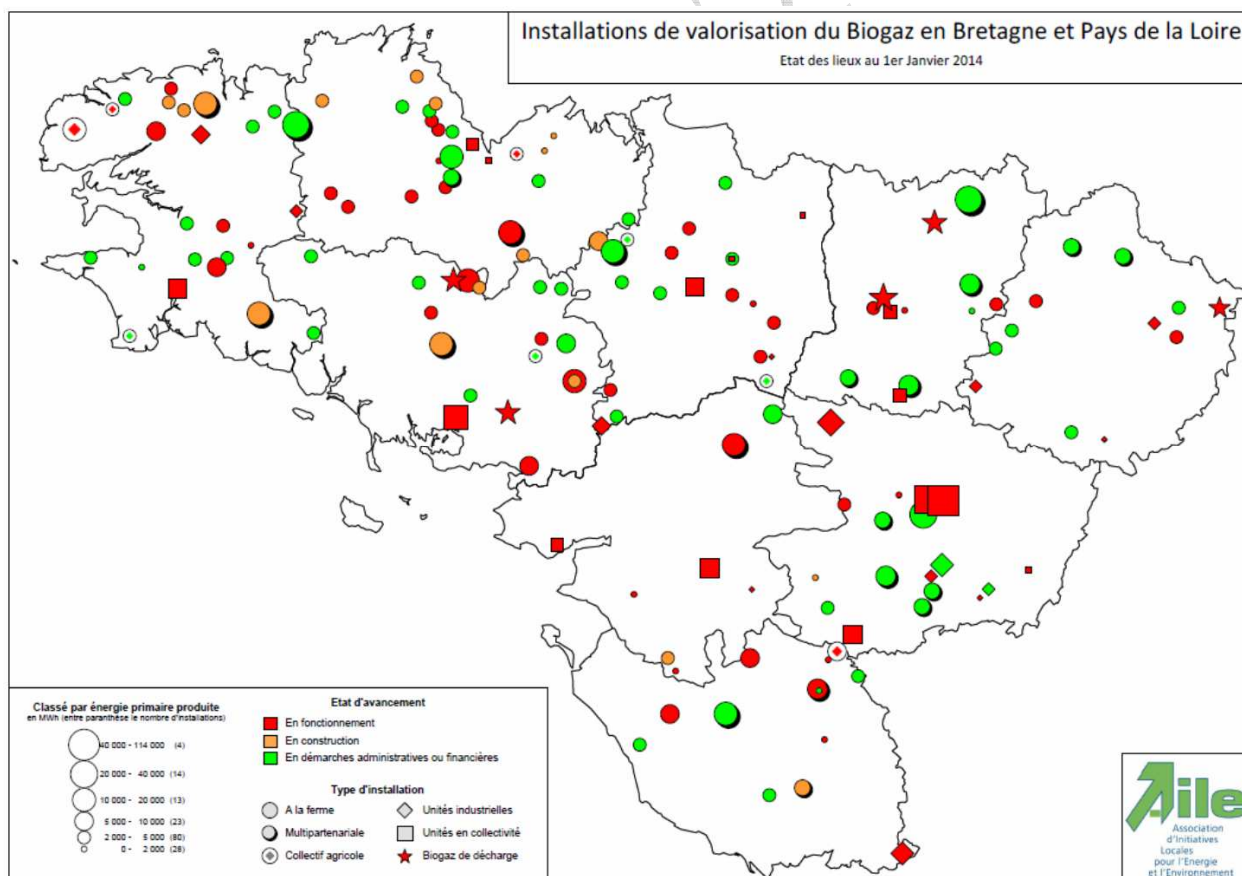 Installations de valorisation du Biogaz en Bretagne et Pays de la Loire
Etat des lieux au 1er Janvier 2014
Classé par énergie primaire produite
en MWh (entre paranthèse le nombre d'installations)
40 000 - 114 000 (4)
20 000 - 40 000 (14)
10 000 - 20 000 (13)
5 000 - 10 000 (23)
2 000 - 5 000 (80)
0 - 2 000 (28)
Etat d'avancement
En fonctionnement
En construction
En démarches administratives ou financières
Type d'installation
A la ferme
Multipartenariale
Collectif agricole
Unités industrielles
Unités en collectivité
Biogaz de décharge
Aile
Association
d'Initiatives
Locales
pour l'Energie
et l'Environnement